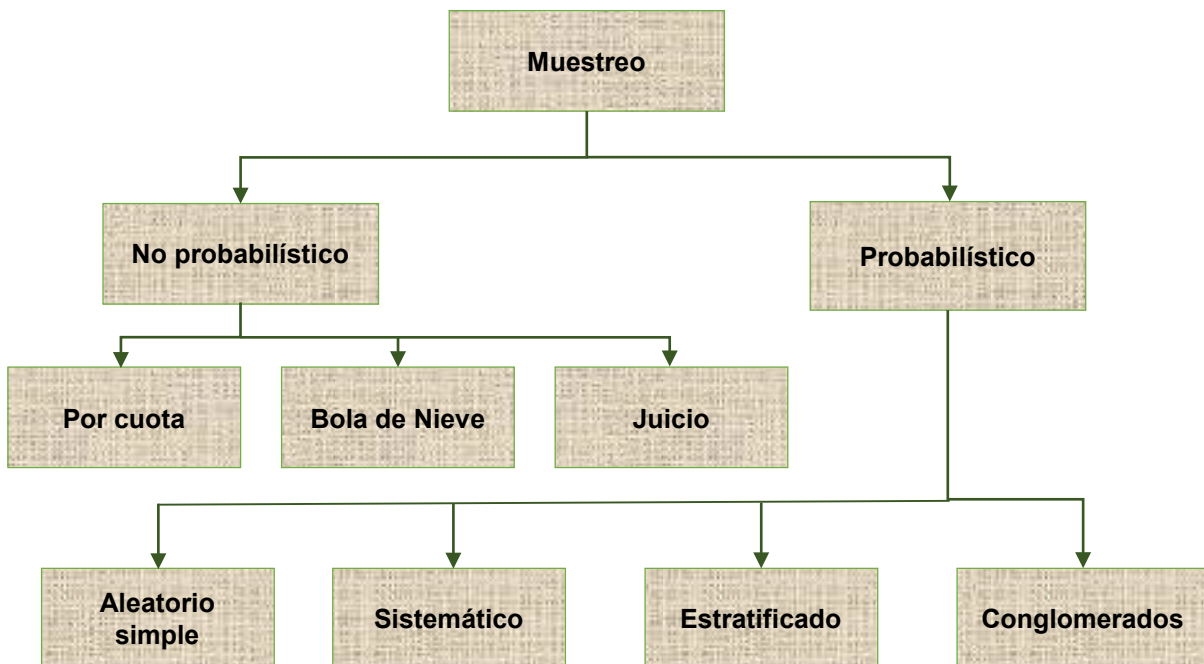 Muestreo
No probabilístico
Probabilístico
Por cuota
Bola de Nieve
Juicio
Aleatorio
simple
Sistemático
Estratificado
Conglomerados